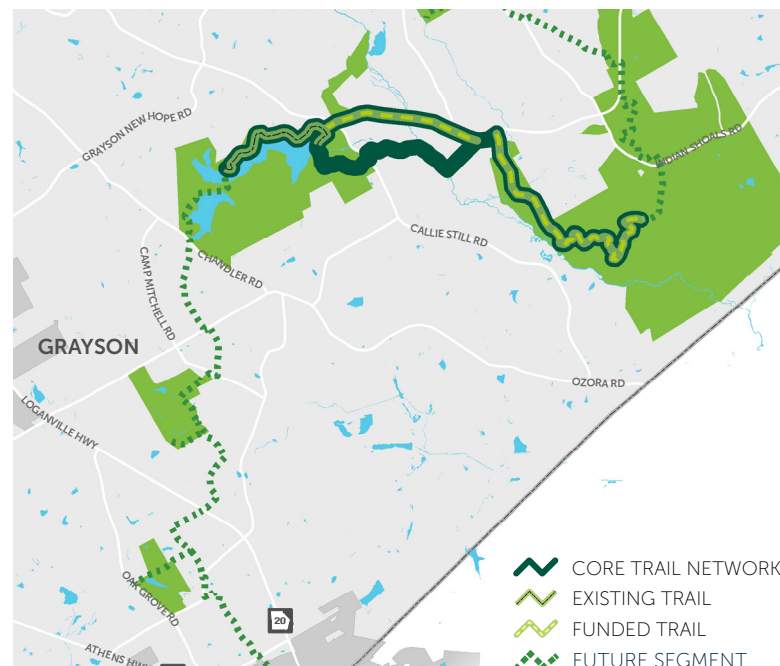 GRAYSON NEW HOPE RD
INDIAN SHOALS RD
CALLIE STILL RD
CHANDLER RD
CAMP MITCHELL RD
GRAYSON
OZORA RD
LOGANVILLE HWY
CORE TRAIL NETWORK
EXISTING TRAIL
OAK GROVE RD
20
FUNDED TRAIL
ATHENS HWY
FUTURE SEGMENT